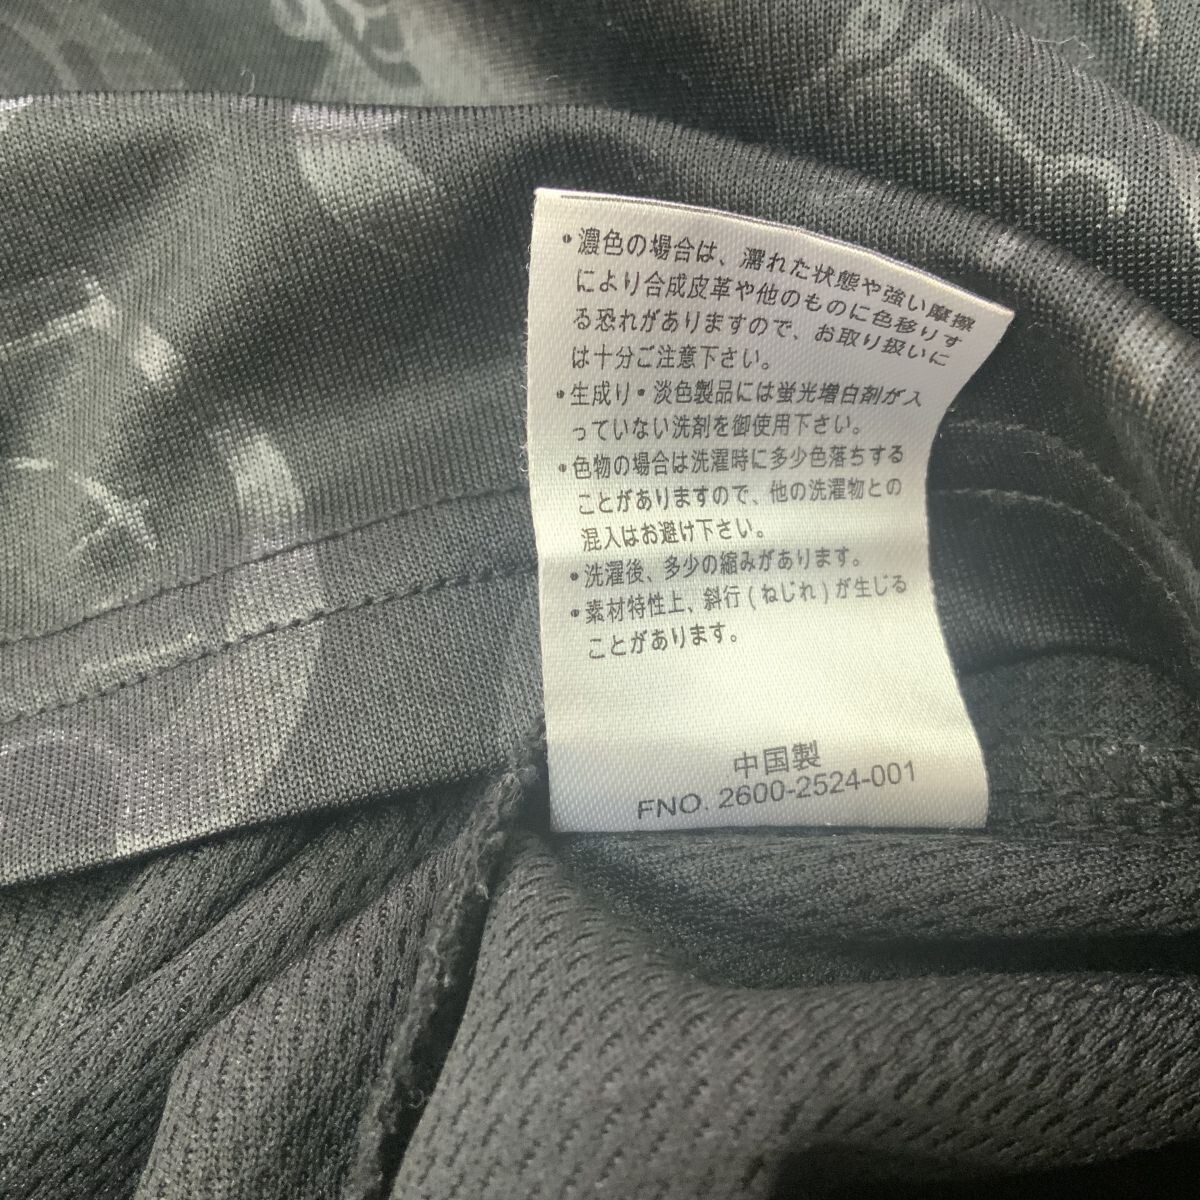 ・濃色の場合は、濡れた状態や強い摩擦
により合成皮革や他のものに色移りす
る恐れがありますので、お取り扱いに
は十分ご注意下さい。
・生成り・淡色製品には蛍光増白剤が入
っていない洗剤を御使用下さい。
・色物の場合は洗濯時に多少色落ちする
ことがありますので、他の洗濯物との
混入はお避け下さい。
・洗濯後、多少の縮みがあります。
・素材特性上、斜行(ねじれ)が生じる
ことがあります。
中国製
FNO. 2600-2524-001